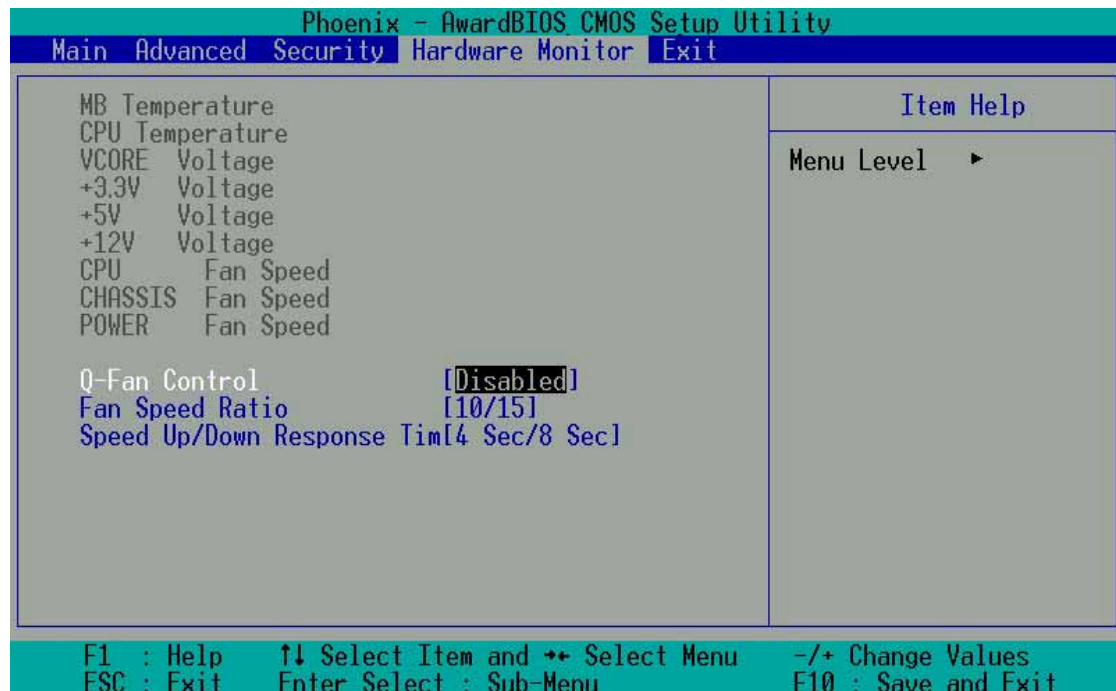 Phoenix - AwardBIOS CMOS Setup Utility
Main Advanced Security Hardware Monitor Exit
MB Temperature
CPU Temperature
VCORE Voltage
+3.3V Voltage
+5V Voltage
+12V Voltage
CPU Fan Speed
CHASSIS Fan Speed
POWER Fan Speed
Q-Fan Control [Disabled]
Fan Speed Ratio [10/15]
Speed Up/Down Response Tim[4 Sec/8 Sec]
Item Help
Menu Level ▶
F1 : Help ↑↓ Select Item and →← Select Menu -/+ Change Values
ESC : Exit Enter Select : Sub-Menu F10 : Save and Exit